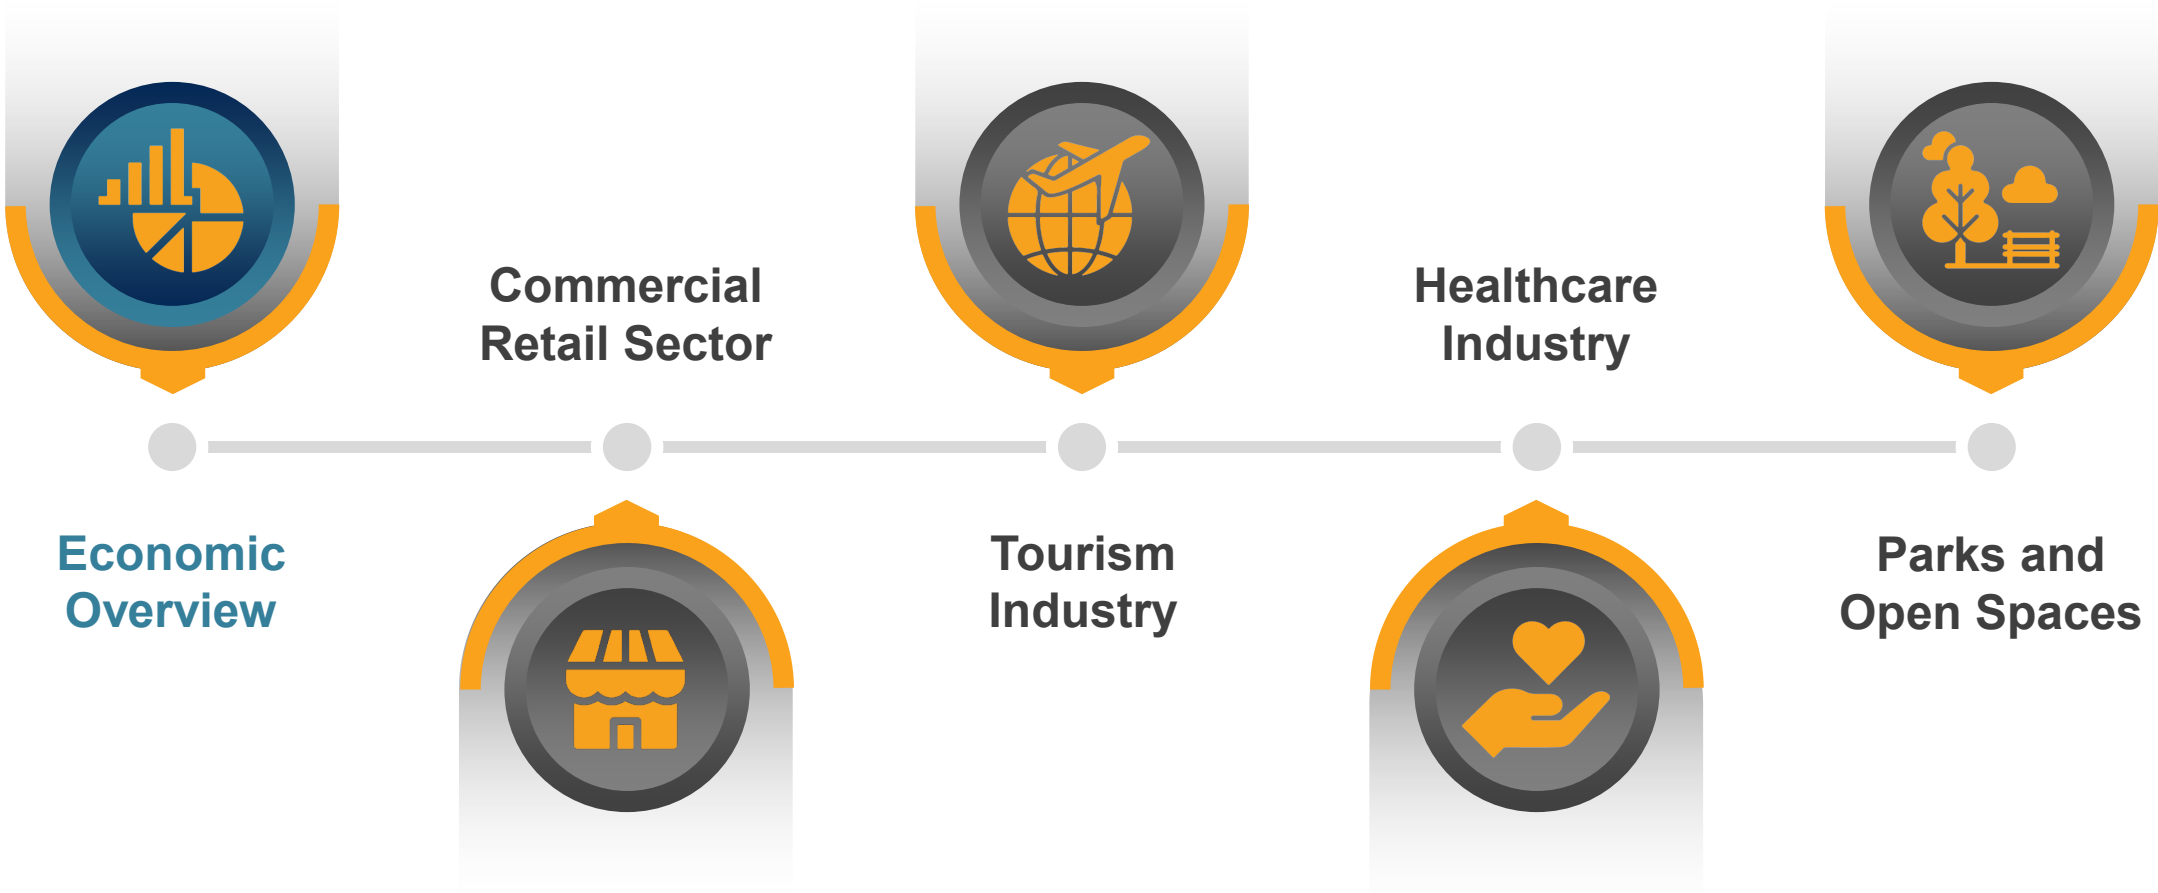 Economic
Overview
Commercial
Retail Sector
Tourism
Industry
Healthcare
Industry
Parks and
Open Spaces